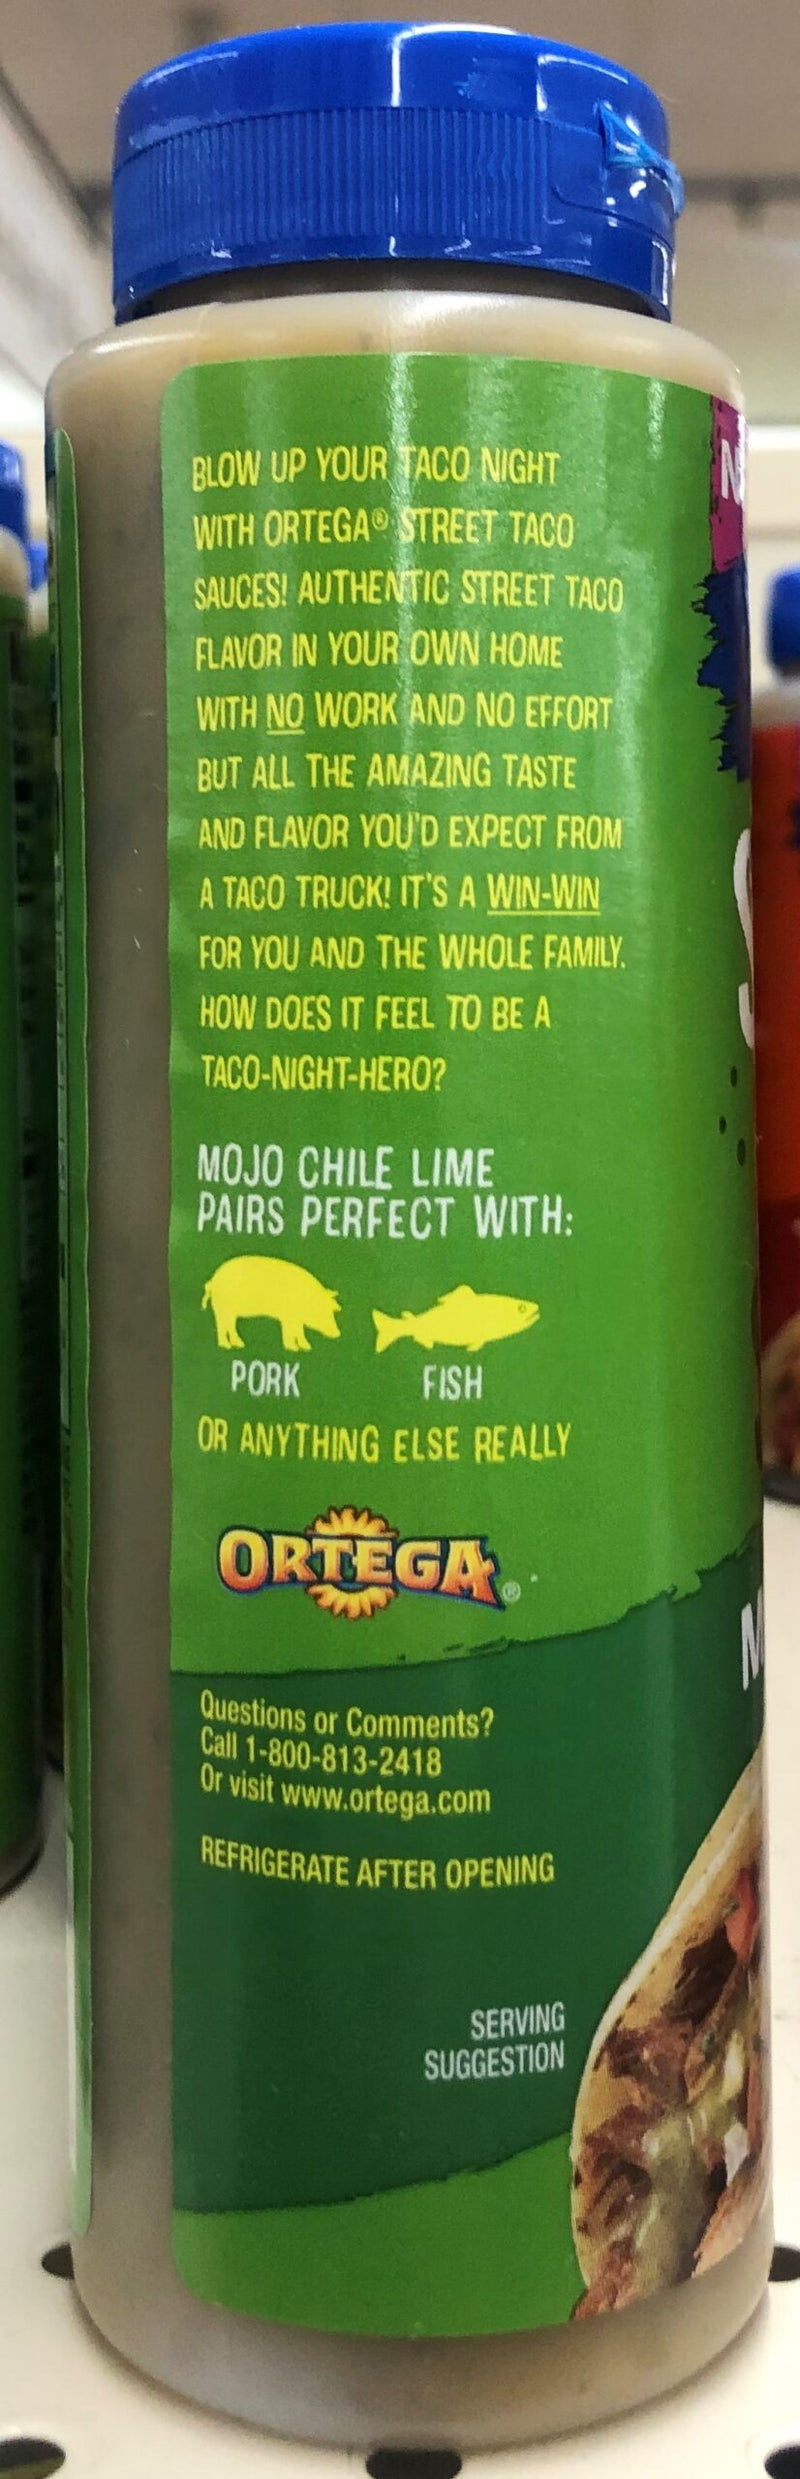 BLOW UP YOUR TACO NIGHT
WITH ORTEGA® STREET TACO
SAUCES! AUTHENTIC STREET TACO
FLAVOR IN YOUR OWN HOME
WITH NO WORK AND NO EFFORT
BUT ALL THE AMAZING TASTE
AND FLAVOR YOU'D EXPECT FROM
A TACO TRUCK! IT'S A WIN-WIN
FOR YOU AND THE WHOLE FAMILY.
HOW DOES IT FEEL TO BE A
TACO-NIGHT-HERO?
MOJO CHILE LIME
PAIRS PERFECT WITH:
PORK FISH
OR ANYTHING ELSE REALLY
ORTEGA®
Questions or Comments?
Call 1-800-813-2418
Or visit www.ortega.com
REFRIGERATE AFTER OPENING
SERVING
SUGGESTION